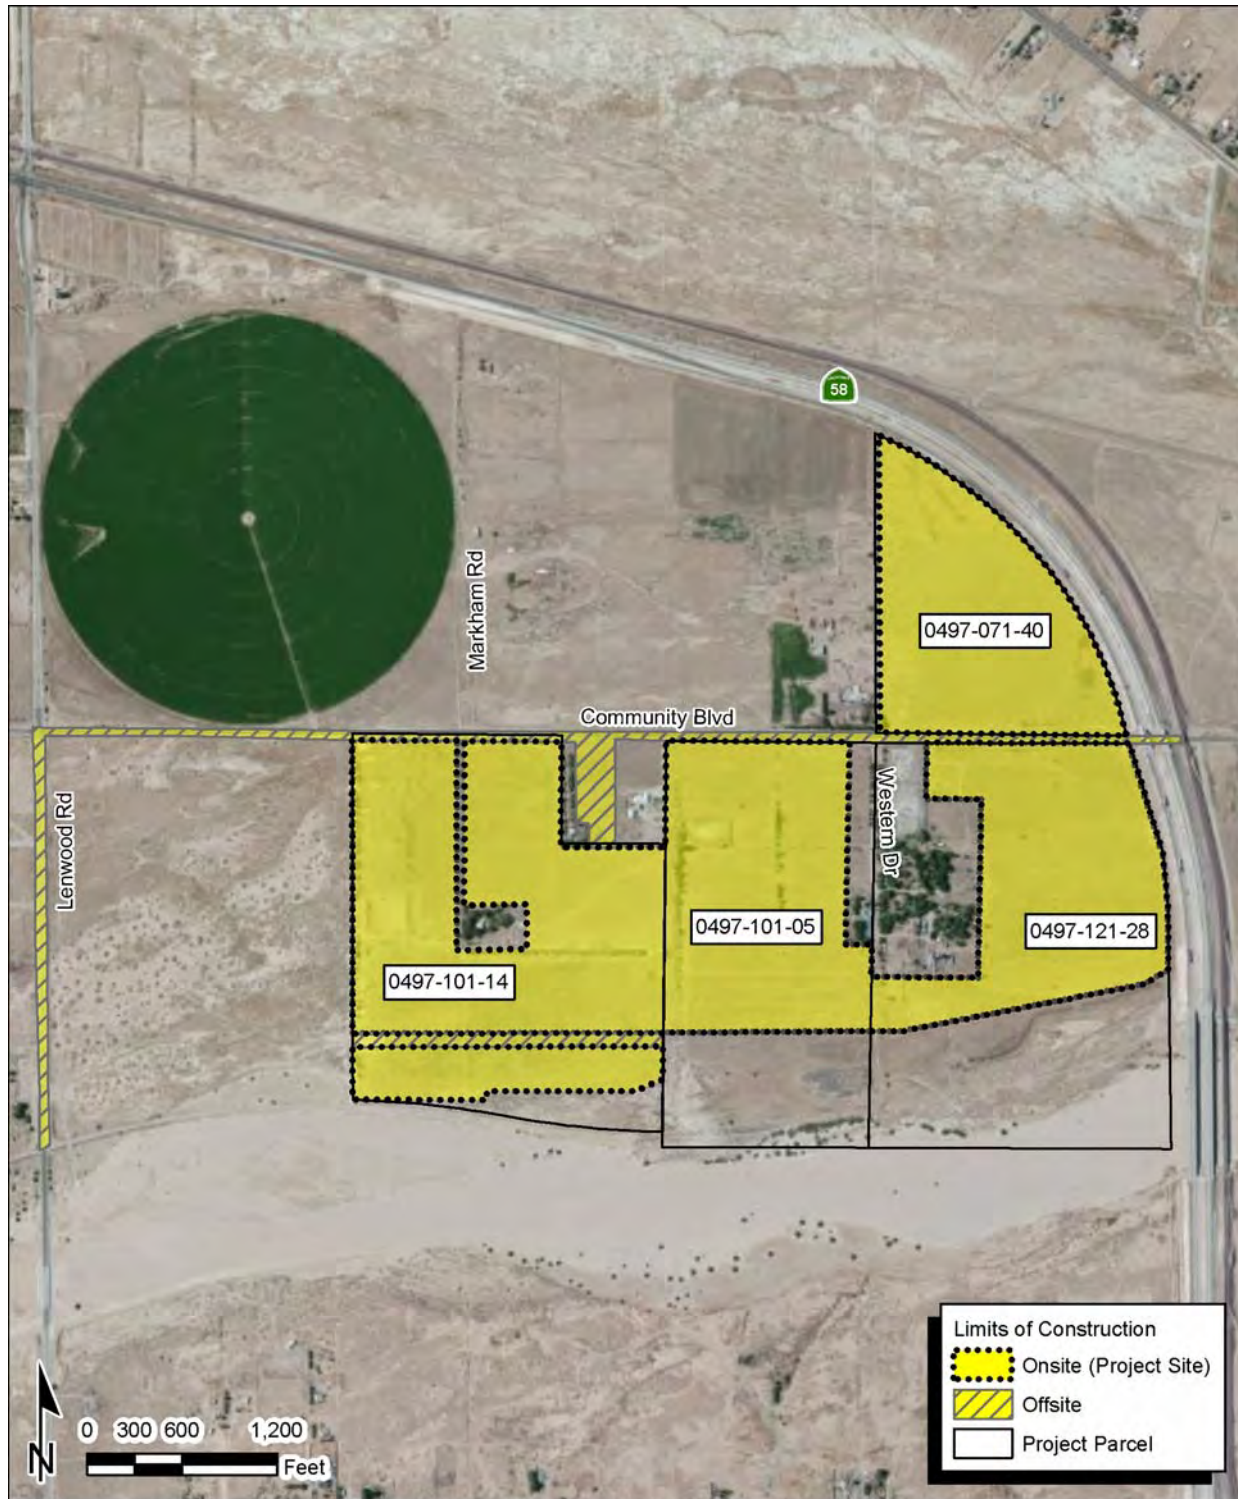 58
0497-071-40
Markham Rd
Community Blvd
Western Dr
Lenwood Rd
0497-101-05
0497-121-28
0497-101-14
Limits of Construction
Onsite (Project Site)
Offsite
Project Parcel
0 300 600 1,200
Feet
N